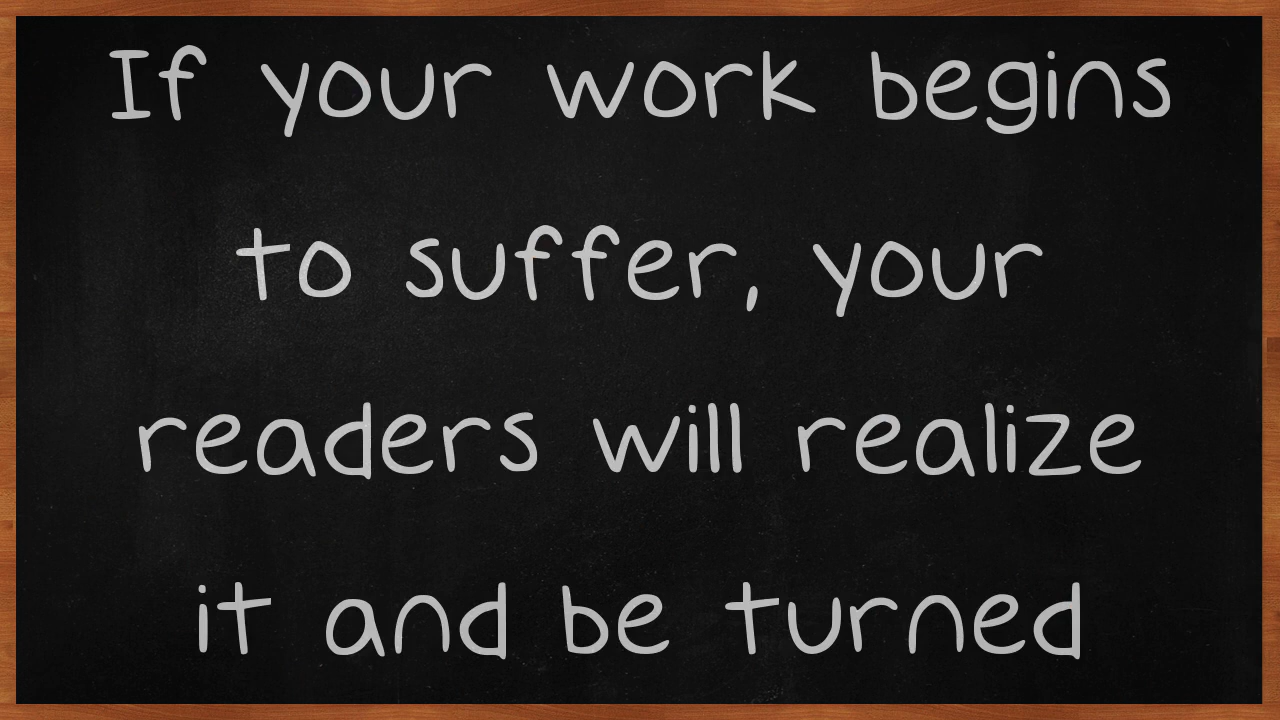 If your work begins
to suffer, your
readers will realize
it and be turned